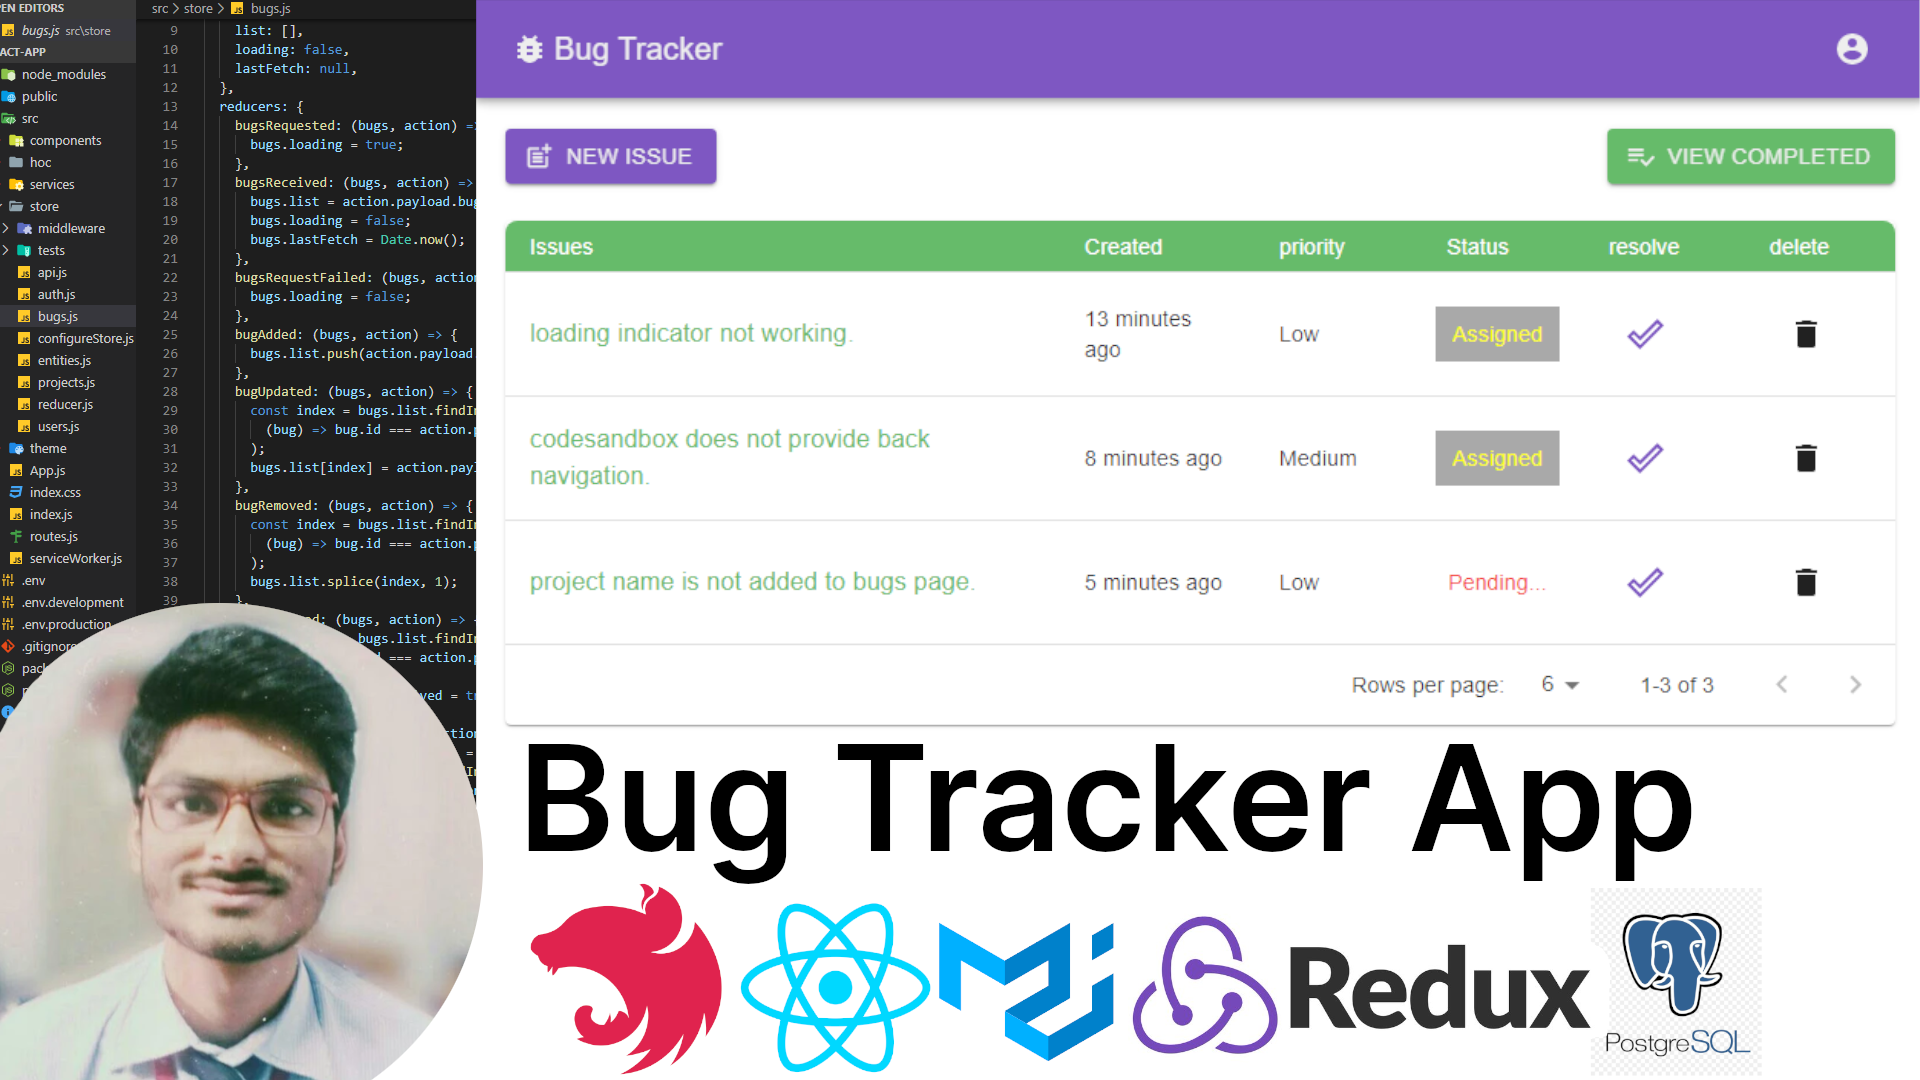 PEN EDITORS
bugs.js src\store
ACT-APP
node_modules
public
src
components
hoc
services
store
middleware
tests
api.js
auth.js
bugs.js
configureStore.js
entities.js
projects.js
reducer.js
users.js
theme
App.js
index.css
index.js
routes.js
serviceWorker.js
.env
.env.development
.env.production
.gitignore
src > store > bugs.js
9 list: [],
10 loading: false,
11 lastFetch: null,
12 },
13 reducers: {
14 bugsRequested: (bugs, action) =>
15 bugs.loading = true;
16 },
17 bugsReceived: (bugs, action) =>
18 bugs.list = action.payload.bug
19 bugs.loading = false;
20 bugs.lastFetch = Date.now();
21 },
22 bugsRequestFailed: (bugs, action
23 bugs.loading = false;
24 },
25 bugAdded: (bugs, action) => {
26 bugs.list.push(action.payload
27 },
28 bugUpdated: (bugs, action) => {
29 const index = bugs.list.findIn
30 (bug) => bug.id === action.p
31 );
32 bugs.list[index] = action.payl
33 },
34 bugRemoved: (bugs, action) => {
35 const index = bugs.list.findIn
36 (bug) => bug.id === action.p
37 );
38 bugs.list.splice(index, 1);
39 },
d: (bugs, action) =>
bugs.list.findIn
=== action.p
ved = tr
ction
=
Bug Tracker
NEW ISSUE
VIEW COMPLETED
Issues Created priority Status resolve delete
loading indicator not working. 13 minutes ago Low Assigned
codesandbox does not provide back
navigation. 8 minutes ago Medium Assigned
project name is not added to bugs page. 5 minutes ago Low Pending...
Rows per page: 6 1-3 of 3
Bug Tracker App
Redux
PostgreSQL